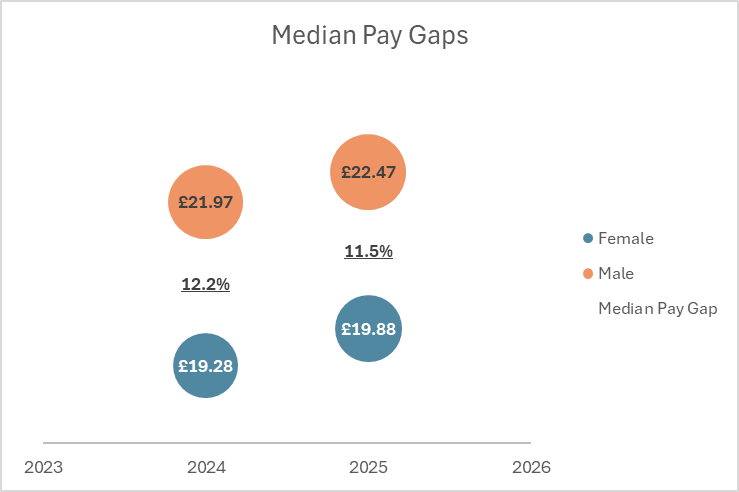 Median Pay Gaps
£22.47
£21.97
11.5%
12.2%
£19.88
£19.28
Female
Male
Median Pay Gap
2023 2024 2025 2026